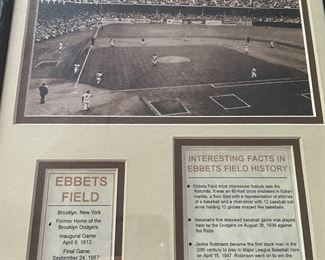 EBBETS
FIELD
Brooklyn, New York
Former Home of the
Brooklyn Dodgers
Inaugural Game
April 9, 1913
Final Game
September 24, 1957
INTERESTING FACTS IN
EBBETS FIELD HISTORY
Ebbets Field most impressive feature was the
Rotunda. It was an 80-foot circle enclosed in Italian
marble, a floor tiled with a representation of stitches
of a baseball and a chandelier with 12 baseball-bat
arms holding 12 globes shaped like baseballs.
Baseball's first televised baseball game was played
here by the Brooklyn Dodgers on August 26, 1939 against
the Reds.
Jackie Robinson became the first black man in the
20th century to play in Major League Baseball here
on April 15, 1947. Robinson went on to win the